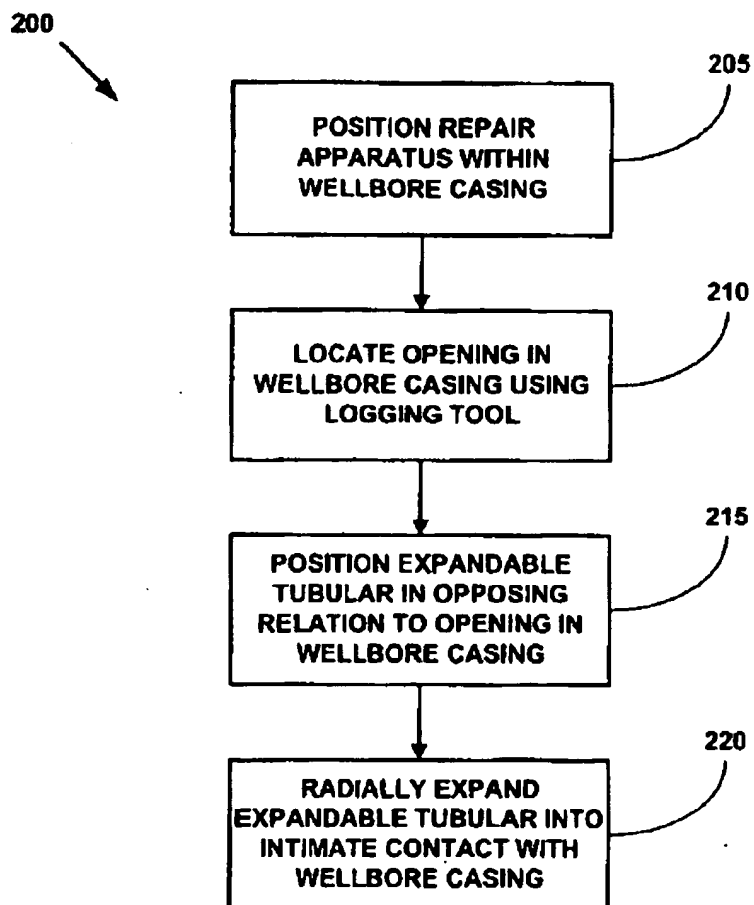 200
205
POSITION REPAIR
APPARATUS WITHIN
WELLBORE CASING
210
LOCATE OPENING IN
WELLBORE CASING USING
LOGGING TOOL
215
POSITION EXPANDABLE
TUBULAR IN OPPOSING
RELATION TO OPENING IN
WELLBORE CASING
220
RADIALLY EXPAND
EXPANDABLE TUBULAR INTO
INTIMATE CONTACT WITH
WELLBORE CASING